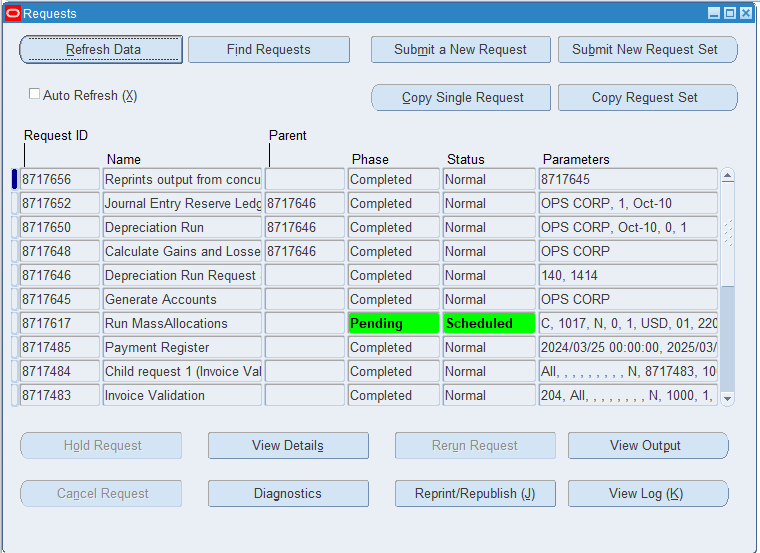 Requests
Refresh Data Find Requests Submit a New Request Submit New Request Set
Auto Refresh (X) Copy Single Request Copy Request Set
Request ID Parent
Name Phase Status Parameters
8717656 Reprints output from concu Completed Normal 8717645
8717652 Journal Entry Reserve Ledg 8717646 Completed Normal OPS CORP, 1, Oct-10
8717650 Depreciation Run 8717646 Completed Normal OPS CORP, Oct-10, 0, 1
8717648 Calculate Gains and Losse 8717646 Completed Normal OPS CORP
8717646 Depreciation Run Request Completed Normal 140, 1414
8717645 Generate Accounts Completed Normal OPS CORP
8717617 Run MassAllocations Pending Scheduled C, 1017, N, 0, 1, USD, 01, 220
8717485 Payment Register Completed Normal 2024/03/25 00:00:00, 2025/03/
8717484 Child request 1 (Invoice Val Completed Normal All, , , , , , , , , N, 8717483, 10
8717483 Invoice Validation Completed Normal 204, All, , , , , , , , N, 1000, 1,
Hold Request View Details Rerun Request View Output
Cancel Request Diagnostics Reprint/Republish (J) View Log (K)